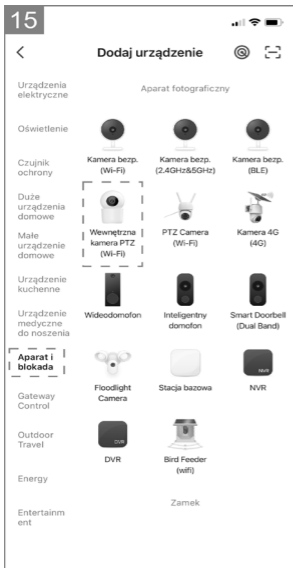 15
Dodaj urządzenie
Urządzenia
elektryczne
Oświetlenie
Czujnik
ochrony
Duże
urządzenia
domowe
Małe
urządzenie
domowe
Urządzenie
kuchenne
Urządzenie
medyczne
do noszenia
Aparat i
blokada
Gateway
Control
Outdoor
Travel
Energy
Entertainm
ent
Aparat fotograficzny
Kamera bezp.
(Wi-Fi)
Kamera bezp.
(2.4GHz&5GHz)
Kamera bezp.
(BLE)
Wewnętrzna
kamera PTZ
(Wi-Fi)
PTZ Camera
(Wi-Fi)
Kamera 4G
(4G)
Wideodomofon
Inteligentny
domofon
Smart Doorbell
(Dual Band)
Floodlight
Camera
Stacja bazowa
NVR
NVR
DVR
DVR
Bird Feeder
(wifi)
Zamek